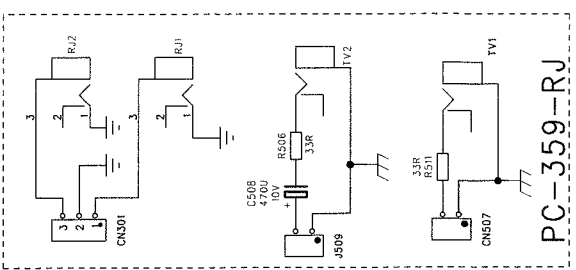 RJ2
3
2
1
RJ1
3
2
1
3
2
1
CN301
TV2
R506
33R
C508
470U
10V
+
J509
TV1
33R
R511
CN507
PC-359-RJ